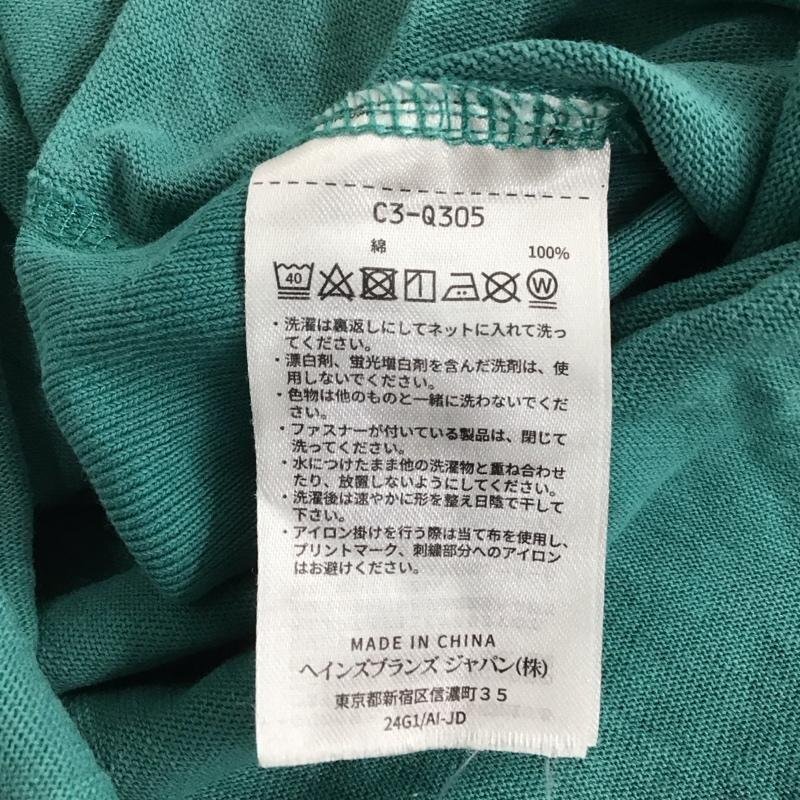 C3-Q305
綿 100%
40 W
・洗濯は裏返しにしてネットに入れて洗っ
てください。
・漂白剤、蛍光増白剤を含んだ洗剤は、使
用しないでください。
・色物は他のものと一緒に洗わないでくだ
さい。
・ファスナーが付いている製品は、閉じて
洗ってください。
・水につけたまま他の洗濯物と重ね合わせ
たり、放置しないようにしてください。
・洗濯後は速やかに形を整え日陰で干して
下さい。
・アイロン掛けを行う際は当て布を使用し、
プリントマーク、刺繍部分へのアイロン
はお避けください。
MADE IN CHINA
ヘインズブランズ ジャパン(株)
東京都新宿区信濃町35
24G1/AI-JD